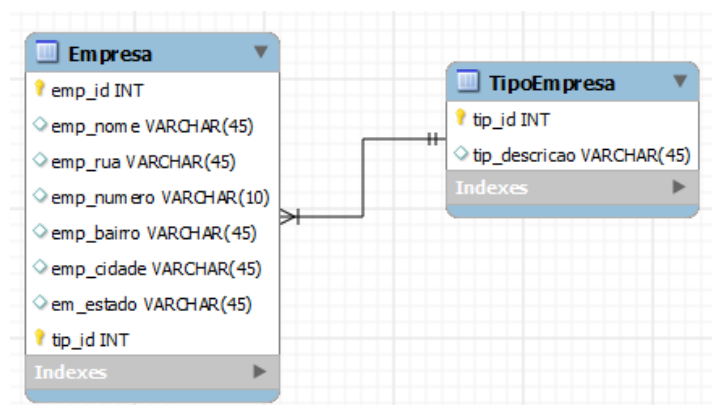 Empresa
emp_id INT
emp_nome VARCHAR(45)
emp_rua VARCHAR(45)
emp_numero VARCHAR(10)
emp_bairro VARCHAR(45)
emp_cidade VARCHAR(45)
em_estado VARCHAR(45)
tip_id INT
Indexes
TipoEmpresa
tip_id INT
tip_descricao VARCHAR(45)
Indexes